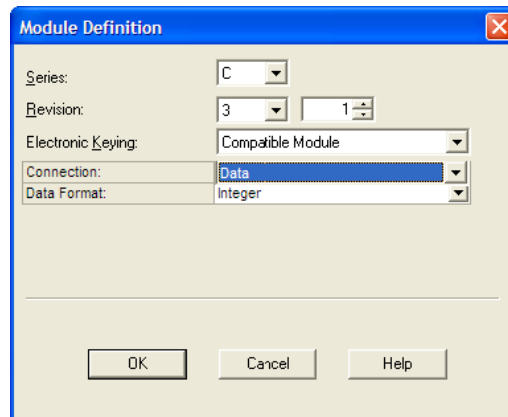 Module Definition
Series: C
Revision: 3 1
Electronic Keying: Compatible Module
Connection: Data
Data Format: Integer
OK Cancel Help